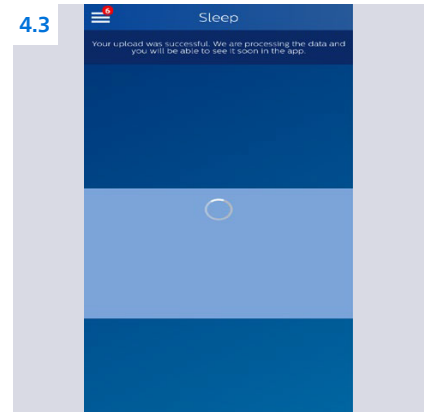 4.3
6
Sleep
Your upload was successful. We are processing the data and
you will be able to see it soon in the app.